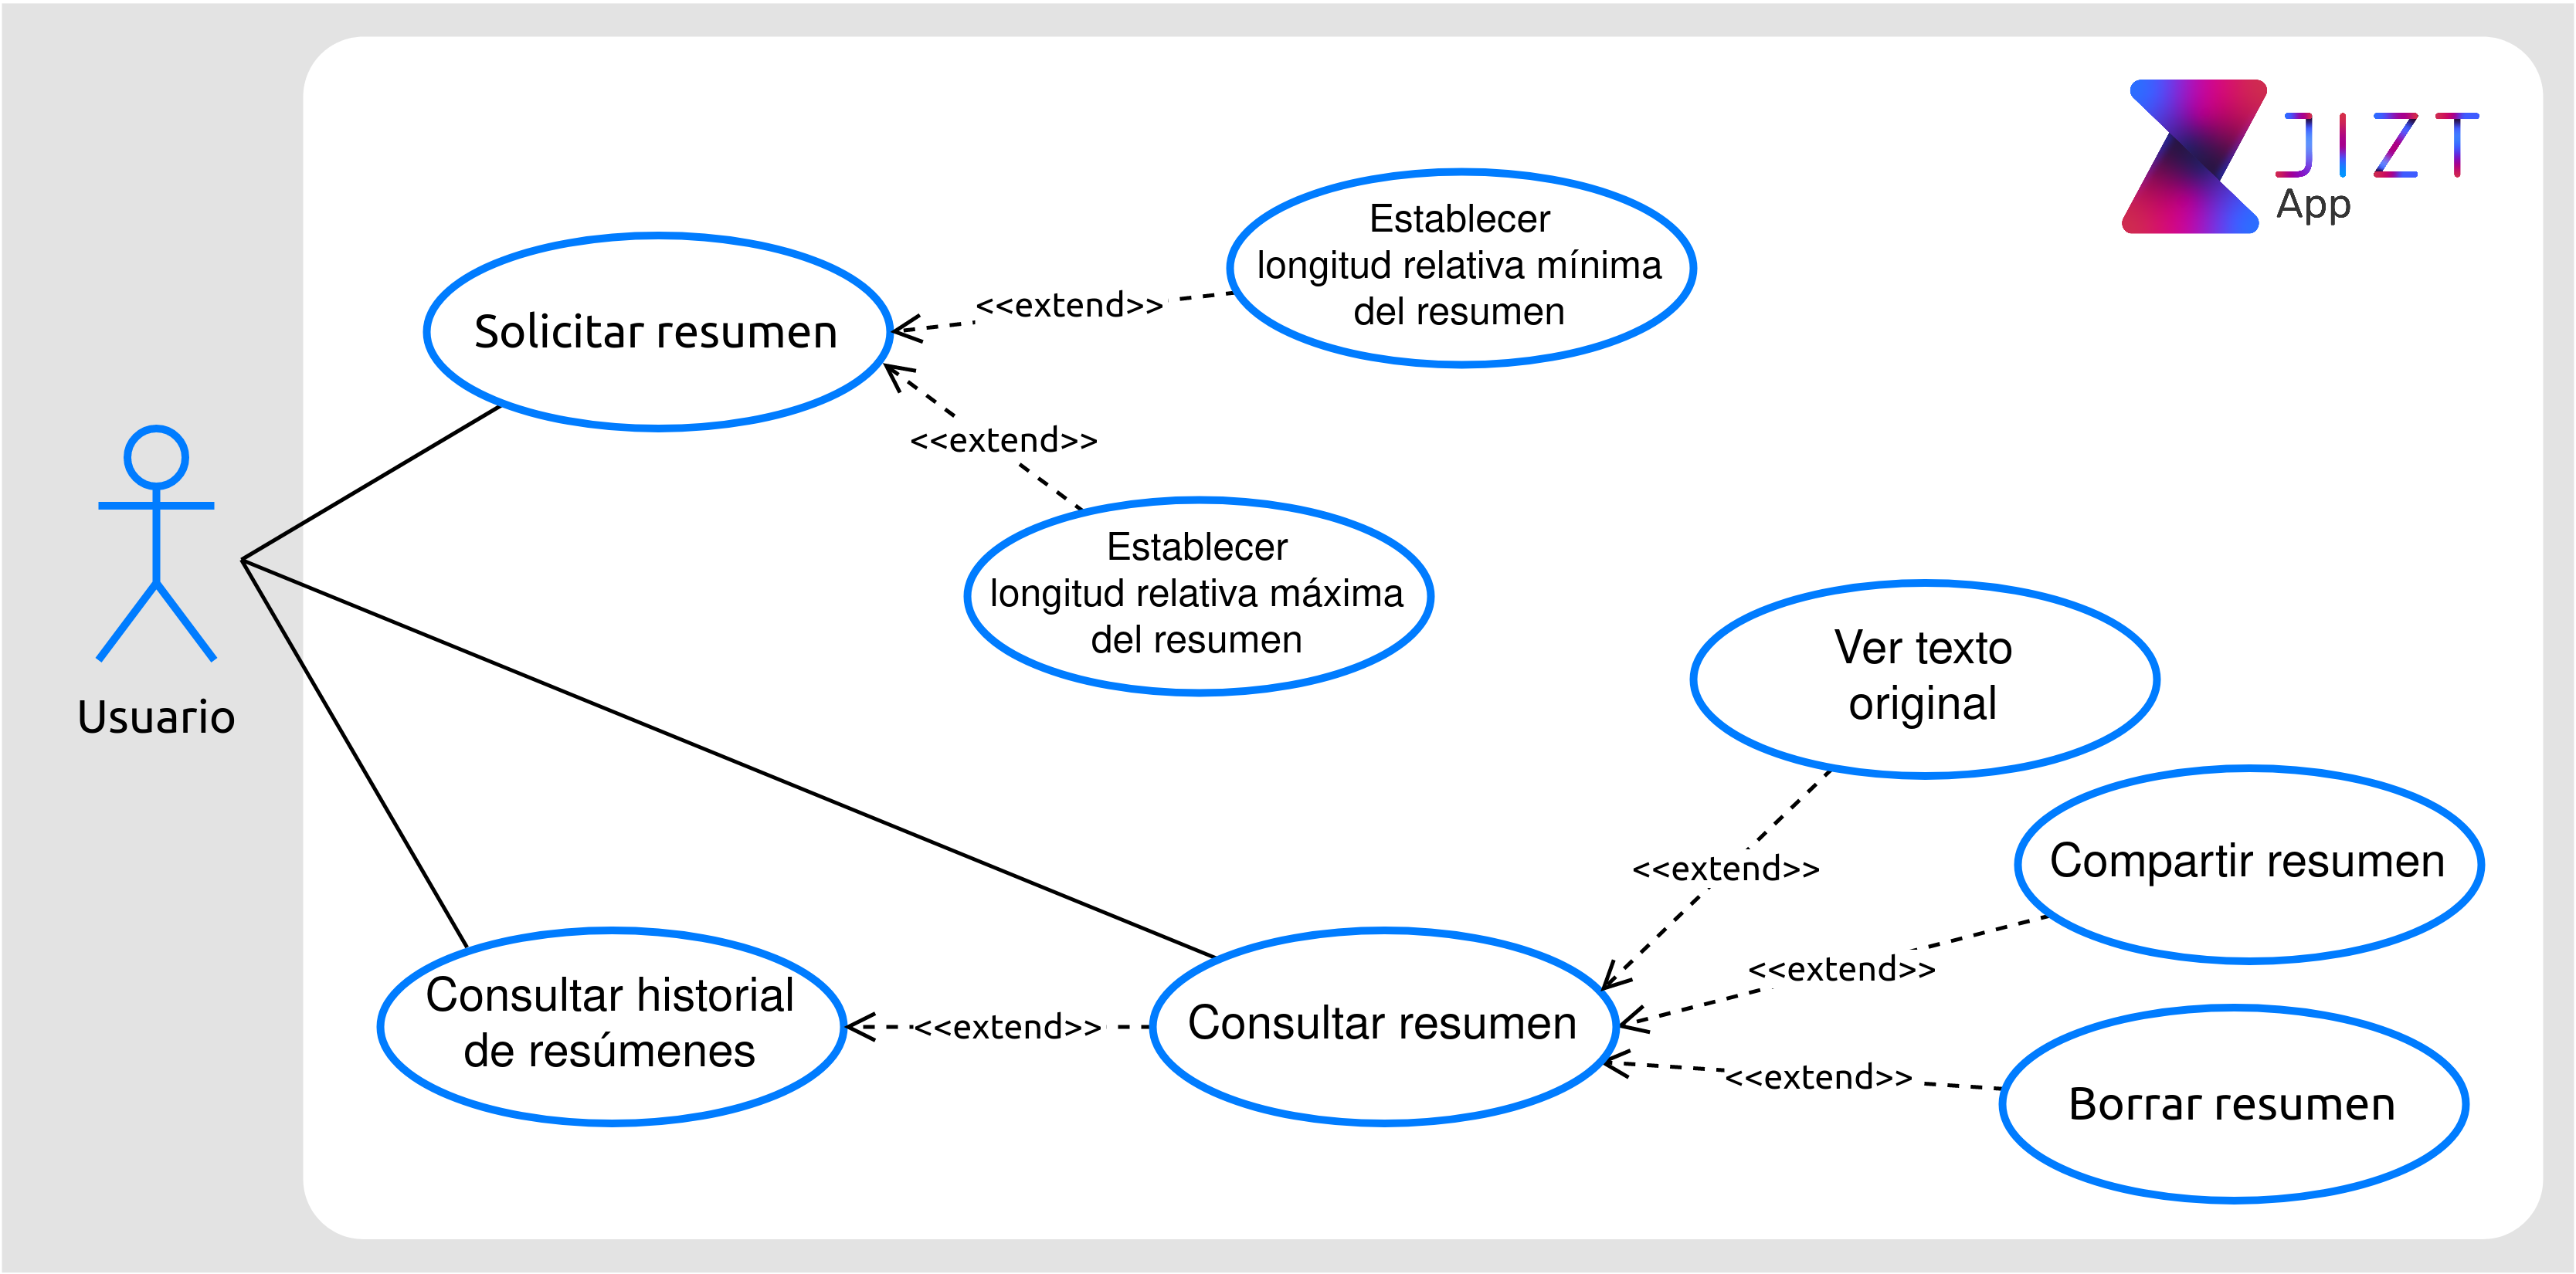 JIZT
App
Establecer
longitud relativa mínima
del resumen
<<extend>>
Solicitar resumen
<<extend>>
Establecer
longitud relativa máxima
del resumen
Usuario
Ver texto
original
<<extend>>
Compartir resumen
<<extend>>
Consultar historial
de resúmenes
<<extend>>
Consultar resumen
<<extend>>
Borrar resumen